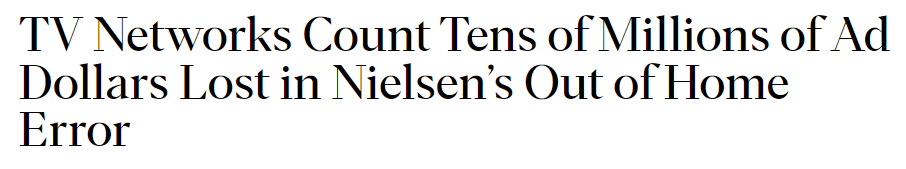 TV Networks Count Tens of Millions of Ad
Dollars Lost in Nielsen’s Out of Home
Error